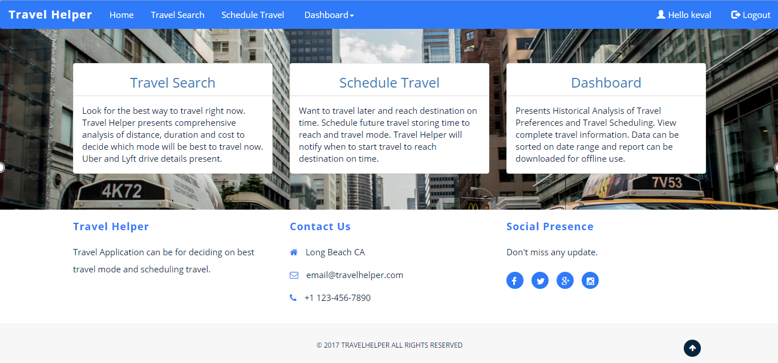 Travel Helper Home Travel Search Schedule Travel Dashboard Hello keval Logout
Travel Search
Look for the best way to travel right now.
Travel Helper presents comprehensive
analysis of distance, duration and cost to
decide which mode will be best to travel now.
Uber and Lyft drive details present.
Schedule Travel
Want to travel later and reach destination on
time. Schedule future travel storing time to
reach and travel mode. Travel Helper will
notify when to start travel to reach
destination on time.
Dashboard
Presents Historical Analysis of Travel
Preferences and Travel Scheduling. View
complete travel information. Data can be
sorted on date range and report can be
downloaded for offline use.
4K72
7V53
Travel Helper
Travel Application can be for deciding on best
travel mode and scheduling travel.
Contact Us
Long Beach CA
email@travelhelper.com
+1 123-456-7890
Social Presence
Don't miss any update.
© 2017 TRAVELHELPER ALL RIGHTS RESERVED